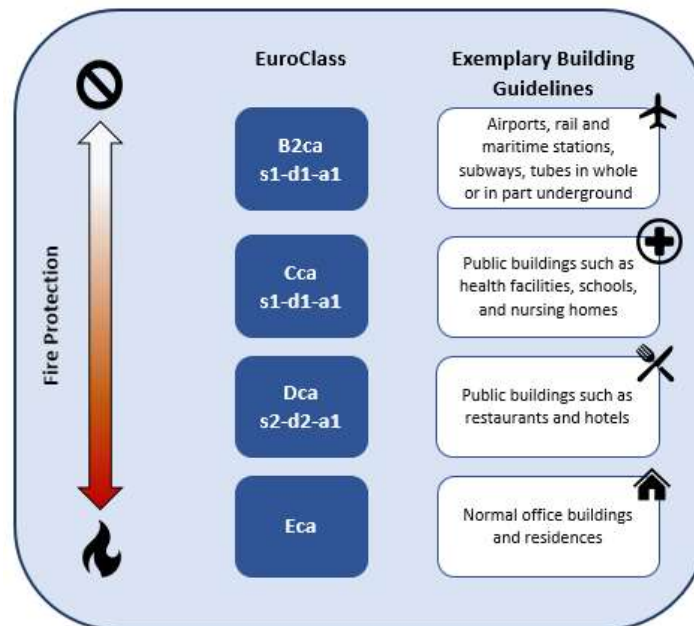 EuroClass
Exemplary Building
Guidelines
B2ca
s1-d1-a1
Airports, rail and
maritime stations,
subways, tubes in whole
or in part underground
Cca
s1-d1-a1
Public buildings such as
health facilities, schools,
and nursing homes
Fire Protection
Dca
s2-d2-a1
Public buildings such as
restaurants and hotels
Eca
Normal office buildings
and residences